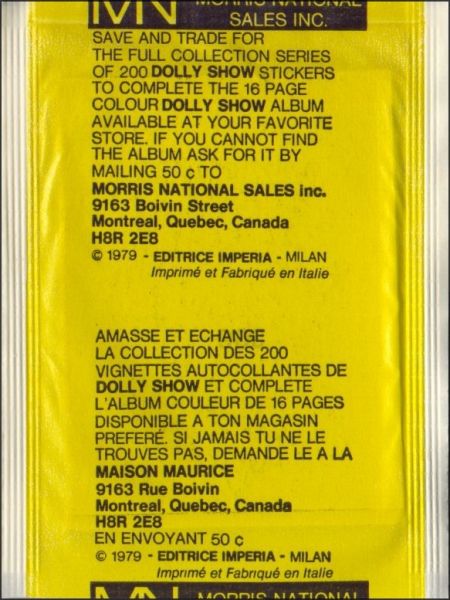 MN MORRIS NATIONAL
SALES INC.
SAVE AND TRADE FOR
THE FULL COLLECTION SERIES
OF 200 DOLLY SHOW STICKERS
TO COMPLETE THE 16 PAGE
COLOUR DOLLY SHOW ALBUM
AVAILABLE AT YOUR FAVORITE
STORE. IF YOU CANNOT FIND
THE ALBUM ASK FOR IT BY
MAILING 50 ¢ TO
MORRIS NATIONAL SALES inc.
9163 Boivin Street
Montreal, Quebec, Canada
H8R 2E8
© 1979 - EDITRICE IMPERIA - MILAN
Imprimé et Fabriqué en Italie
AMASSE ET ECHANGE
LA COLLECTION DES 200
VIGNETTES AUTOCOLLANTES DE
DOLLY SHOW ET COMPLETE
L'ALBUM COULEUR DE 16 PAGES
DISPONIBLE A TON MAGASIN
PREFERÉ. SI JAMAIS TU NE LE
TROUVES PAS, DEMANDE LE A LA
MAISON MAURICE
9163 Rue Boivin
Montreal, Quebec, Canada
H8R 2E8
EN ENVOYANT 50 ¢
© 1979 - EDITRICE IMPERIA - MILAN
Imprimé et Fabriqué en Italie
MN MORRIS NATIONAL